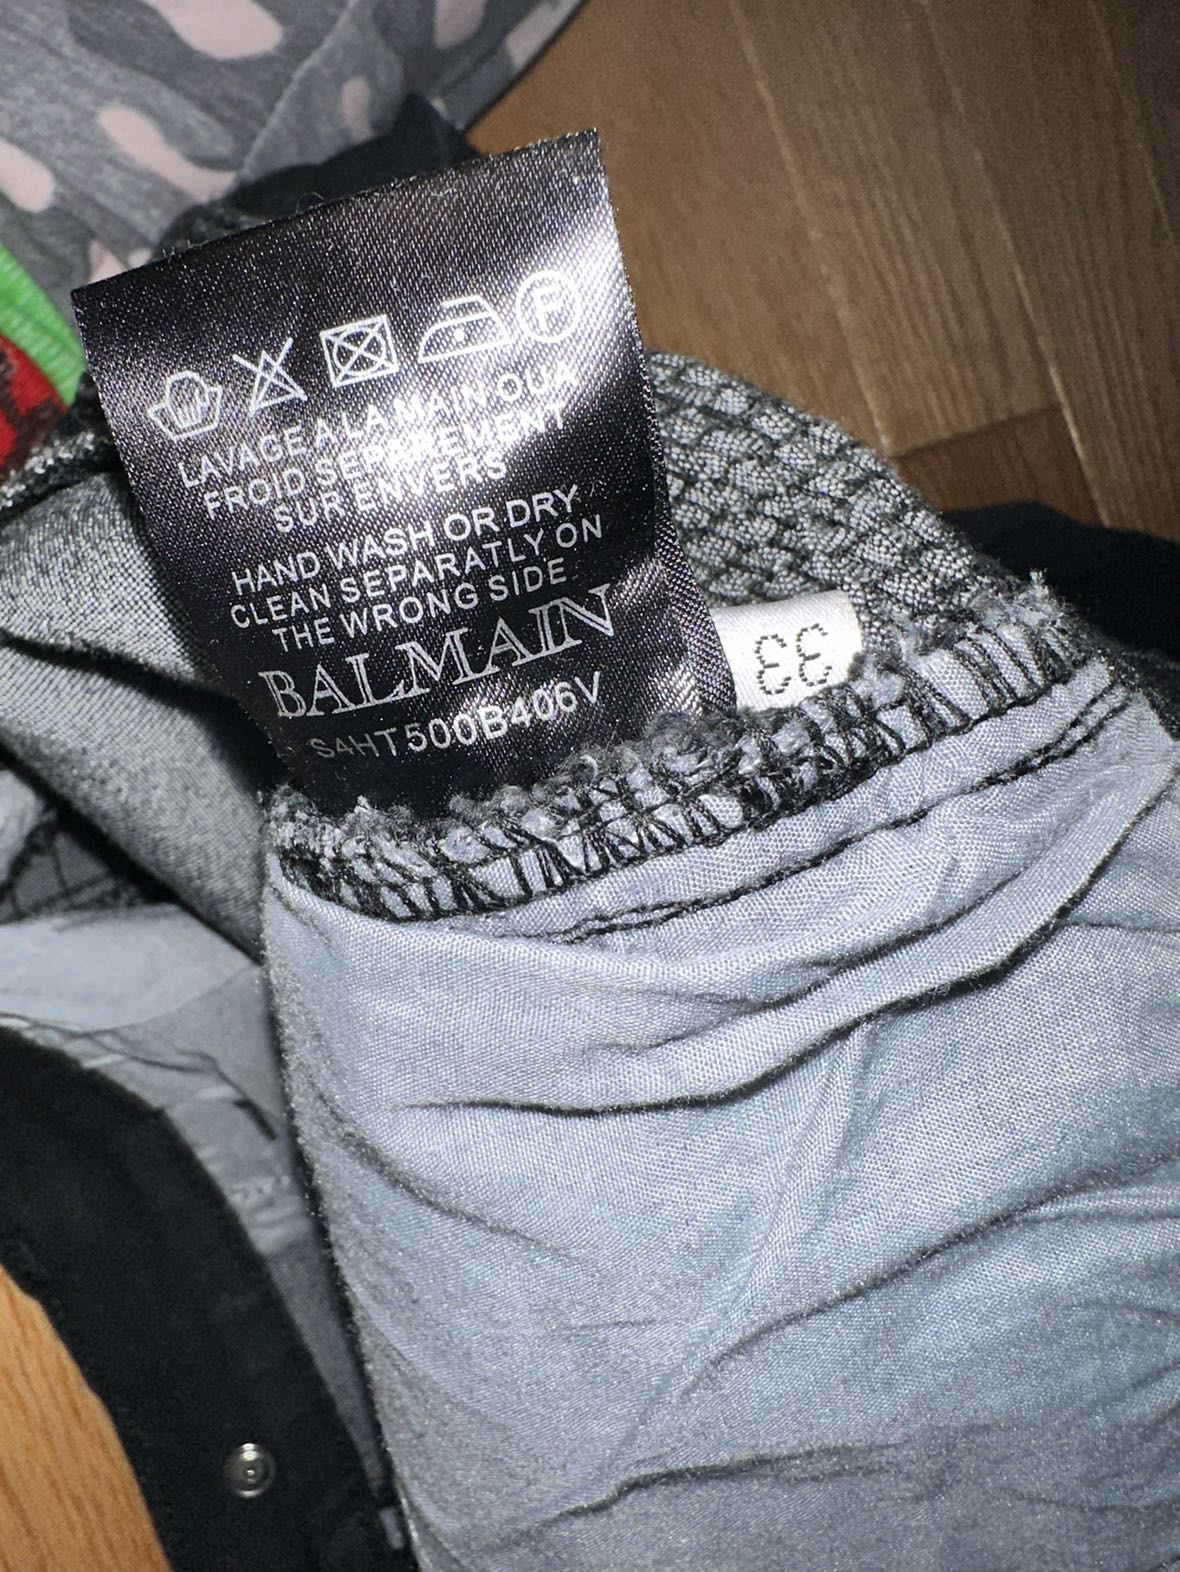 F
LAVAGE A LA MAIN OU A
FROID SEPAREMENT
SUR ENVERS
HAND WASH OR DRY
CLEAN SEPARATLY ON
THE WRONG SIDE
BALMAIN
S4HT500B406V
33